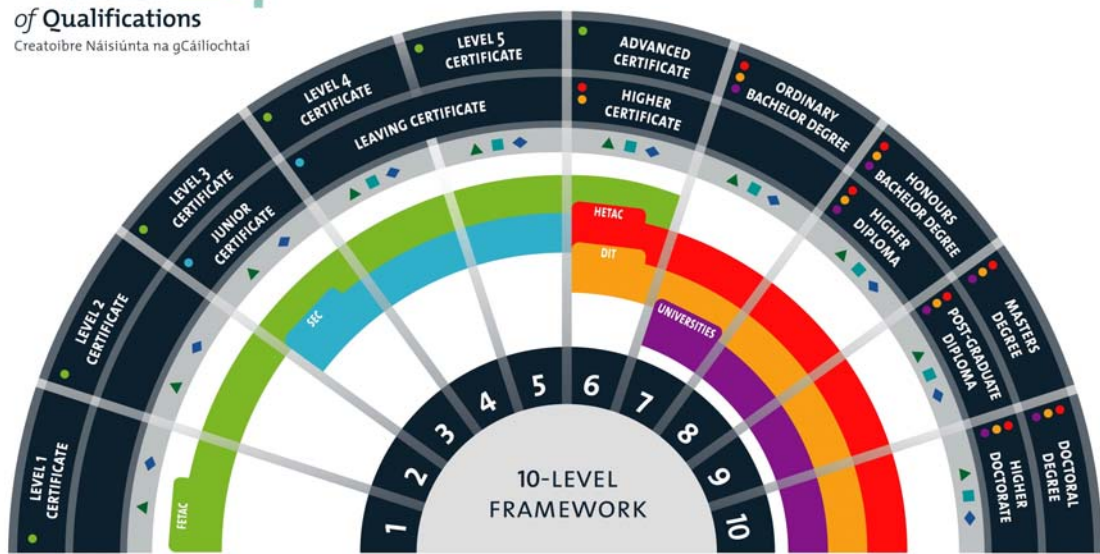 of Qualifications
Creatoibre Náisiúnta na gCáilíochtaí
LEVEL 1
CERTIFICATE
LEVEL 2
CERTIFICATE
LEVEL 3
CERTIFICATE
JUNIOR
CERTIFICATE
LEVEL 4
CERTIFICATE
LEVEL 5
CERTIFICATE
LEAVING CERTIFICATE
ADVANCED
CERTIFICATE
HIGHER
CERTIFICATE
ORDINARY
BACHELOR DEGREE
HONOURS
BACHELOR DEGREE
HIGHER
DIPLOMA
MASTERS
DEGREE
POST-GRADUATE
DIPLOMA
DOCTORAL
DEGREE
HIGHER
DOCTORATE
FETAC
SEC
HETAC
DIT
UNIVERSITIES
1
2
3
4
5
6
7
8
9
10
10-LEVEL
FRAMEWORK